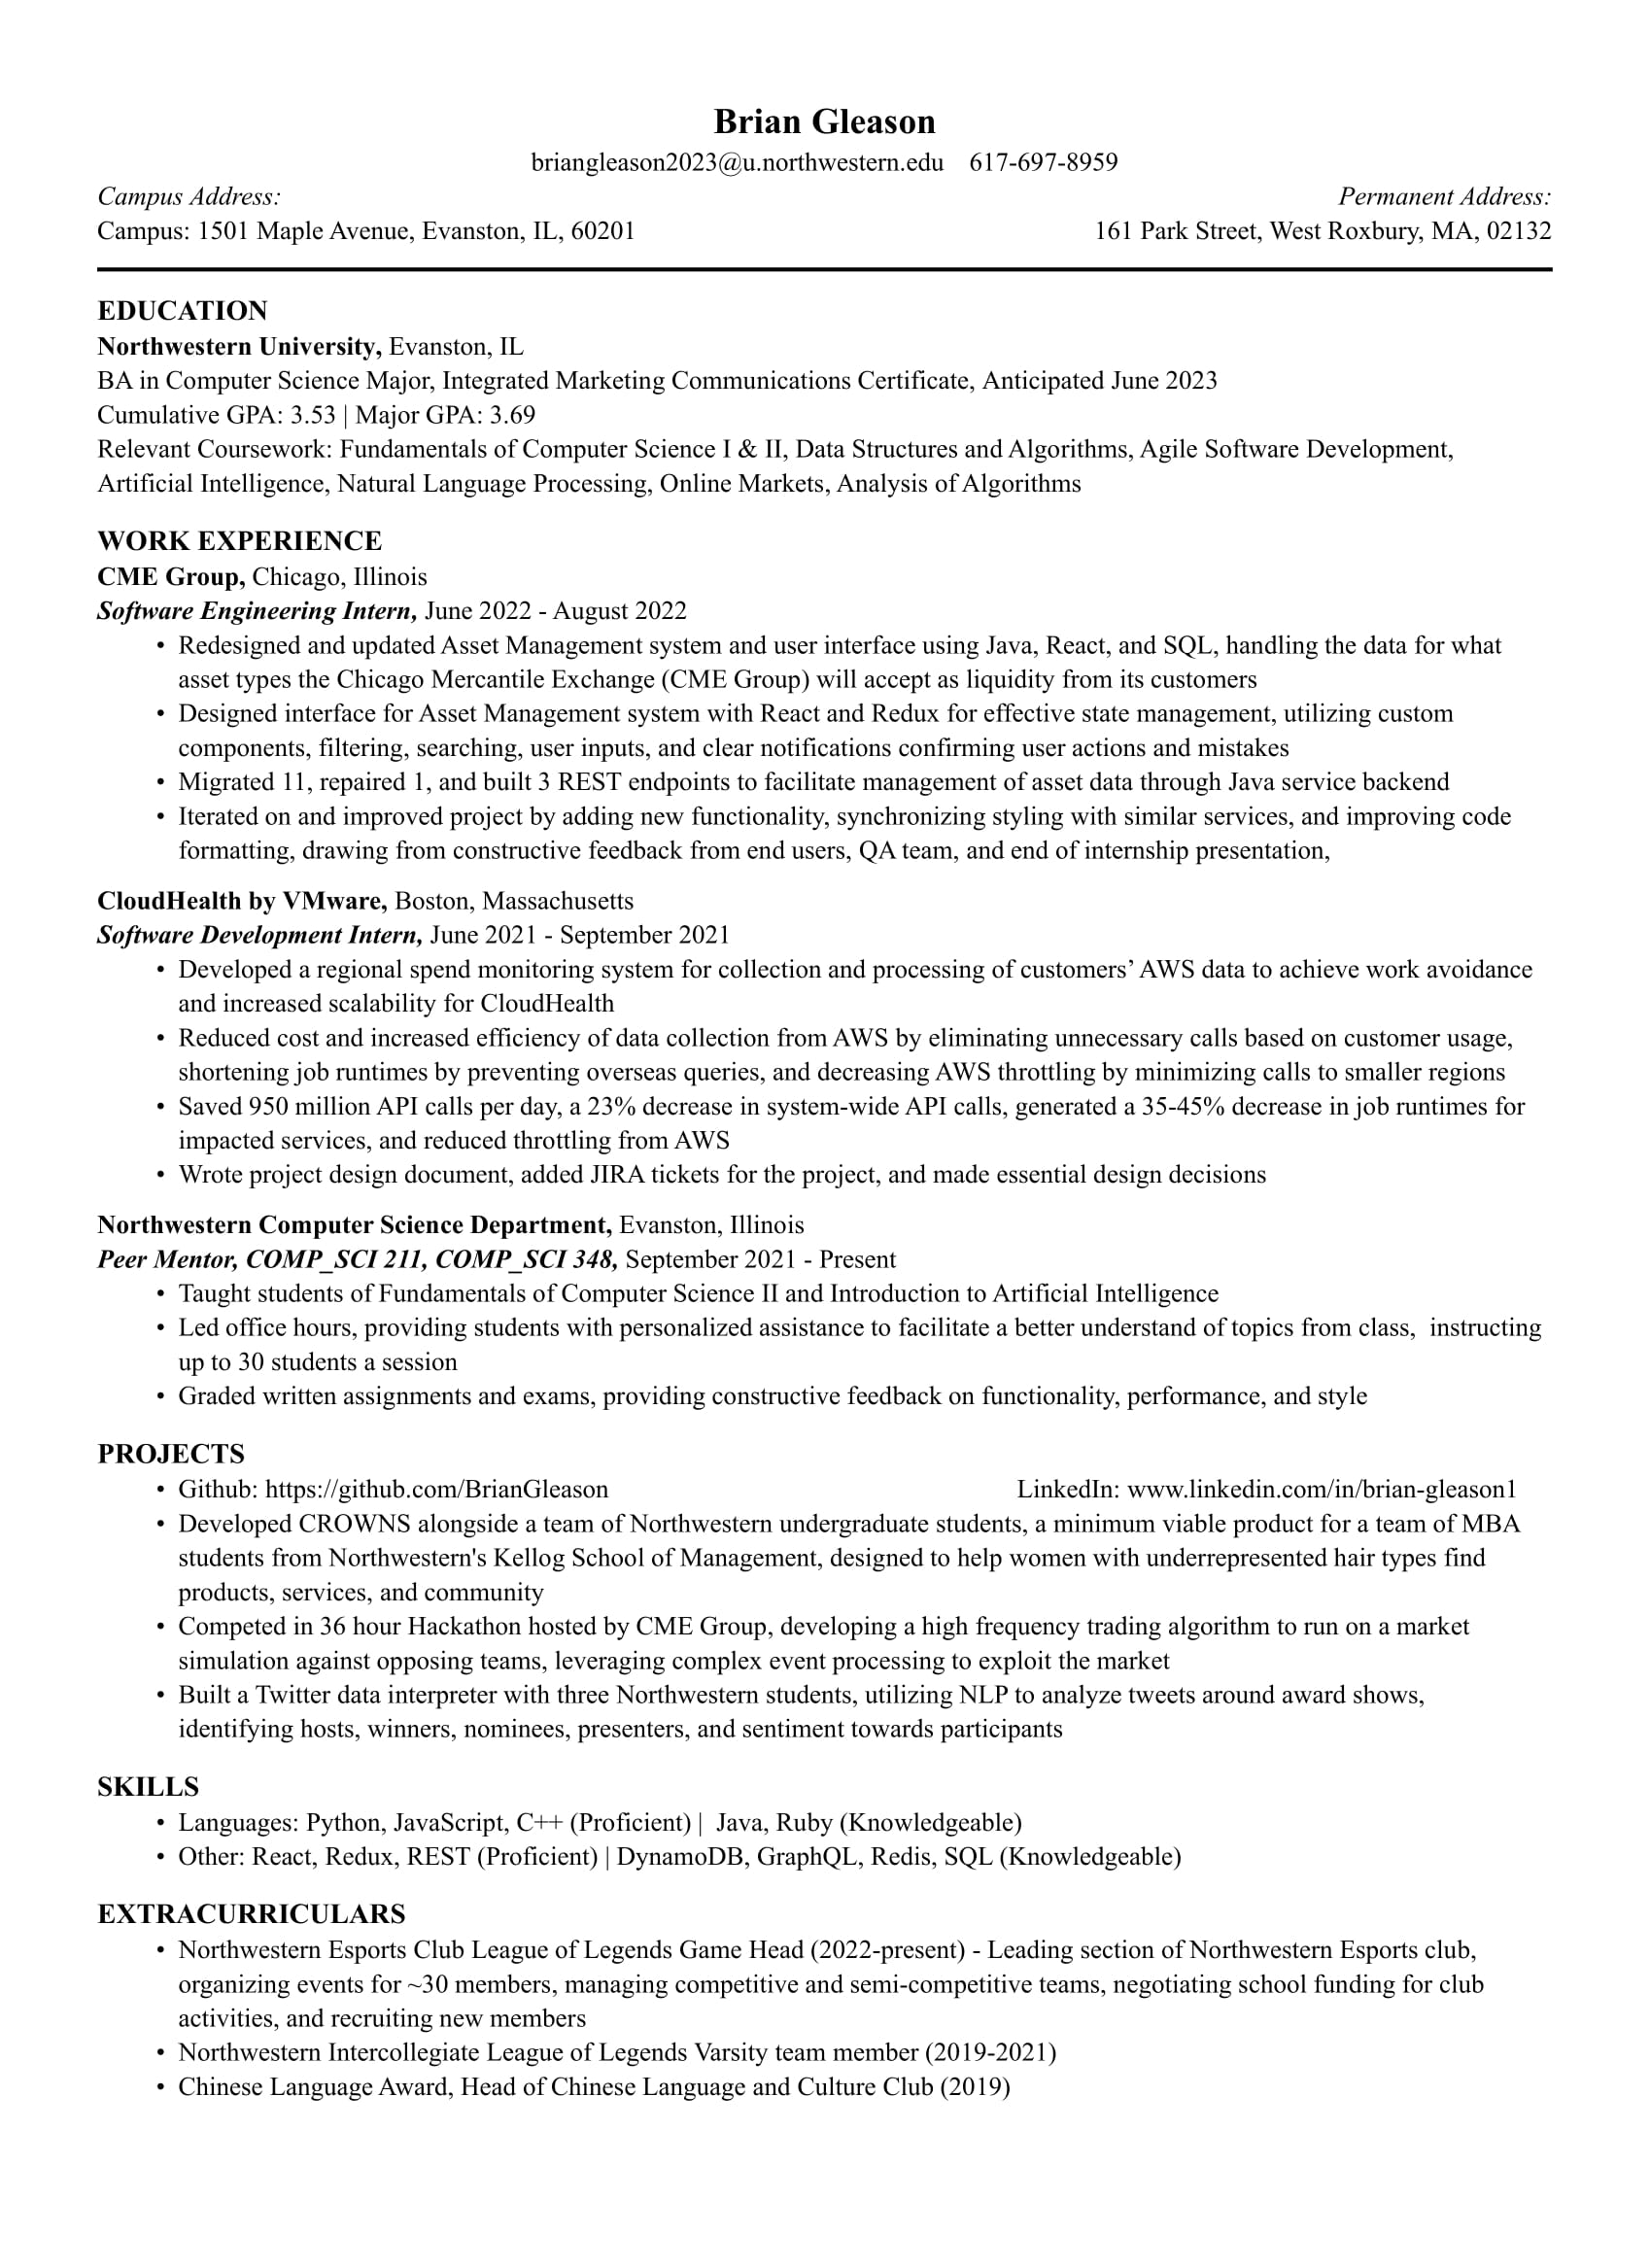 Brian Gleason
briangleason2023@u.northwestern.edu 617-697-8959
Campus Address: Permanent Address:
Campus: 1501 Maple Avenue, Evanston, IL, 60201 161 Park Street, West Roxbury, MA, 02132
EDUCATION
Northwestern University, Evanston, IL
BA in Computer Science Major, Integrated Marketing Communications Certificate, Anticipated June 2023
Cumulative GPA: 3.53 | Major GPA: 3.69
Relevant Coursework: Fundamentals of Computer Science I & II, Data Structures and Algorithms, Agile Software Development,
Artificial Intelligence, Natural Language Processing, Online Markets, Analysis of Algorithms
WORK EXPERIENCE
CME Group, Chicago, Illinois
Software Engineering Intern, June 2022 - August 2022
• Redesigned and updated Asset Management system and user interface using Java, React, and SQL, handling the data for what
asset types the Chicago Mercantile Exchange (CME Group) will accept as liquidity from its customers
• Designed interface for Asset Management system with React and Redux for effective state management, utilizing custom
components, filtering, searching, user inputs, and clear notifications confirming user actions and mistakes
• Migrated 11, repaired 1, and built 3 REST endpoints to facilitate management of asset data through Java service backend
• Iterated on and improved project by adding new functionality, synchronizing styling with similar services, and improving code
formatting, drawing from constructive feedback from end users, QA team, and end of internship presentation,
CloudHealth by VMware, Boston, Massachusetts
Software Development Intern, June 2021 - September 2021
• Developed a regional spend monitoring system for collection and processing of customers’ AWS data to achieve work avoidance
and increased scalability for CloudHealth
• Reduced cost and increased efficiency of data collection from AWS by eliminating unnecessary calls based on customer usage,
shortening job runtimes by preventing overseas queries, and decreasing AWS throttling by minimizing calls to smaller regions
• Saved 950 million API calls per day, a 23% decrease in system-wide API calls, generated a 35-45% decrease in job runtimes for
impacted services, and reduced throttling from AWS
• Wrote project design document, added JIRA tickets for the project, and made essential design decisions
Northwestern Computer Science Department, Evanston, Illinois
Peer Mentor, COMP_SCI 211, COMP_SCI 348, September 2021 - Present
• Taught students of Fundamentals of Computer Science II and Introduction to Artificial Intelligence
• Led office hours, providing students with personalized assistance to facilitate a better understand of topics from class,  instructing
up to 30 students a session
• Graded written assignments and exams, providing constructive feedback on functionality, performance, and style
PROJECTS
• Github: https://github.com/BrianGleason LinkedIn: www.linkedin.com/in/brian-gleason1
• Developed CROWNS alongside a team of Northwestern undergraduate students, a minimum viable product for a team of MBA
students from Northwestern's Kellog School of Management, designed to help women with underrepresented hair types find
products, services, and community
• Competed in 36 hour Hackathon hosted by CME Group, developing a high frequency trading algorithm to run on a market
simulation against opposing teams, leveraging complex event processing to exploit the market
• Built a Twitter data interpreter with three Northwestern students, utilizing NLP to analyze tweets around award shows,
identifying hosts, winners, nominees, presenters, and sentiment towards participants
SKILLS
• Languages: Python, JavaScript, C++ (Proficient) |  Java, Ruby (Knowledgeable)
• Other: React, Redux, REST (Proficient) | DynamoDB, GraphQL, Redis, SQL (Knowledgeable)
EXTRACURRICULARS
• Northwestern Esports Club League of Legends Game Head (2022-present) - Leading section of Northwestern Esports club,
organizing events for ~30 members, managing competitive and semi-competitive teams, negotiating school funding for club
activities, and recruiting new members
• Northwestern Intercollegiate League of Legends Varsity team member (2019-2021)
• Chinese Language Award, Head of Chinese Language and Culture Club (2019)